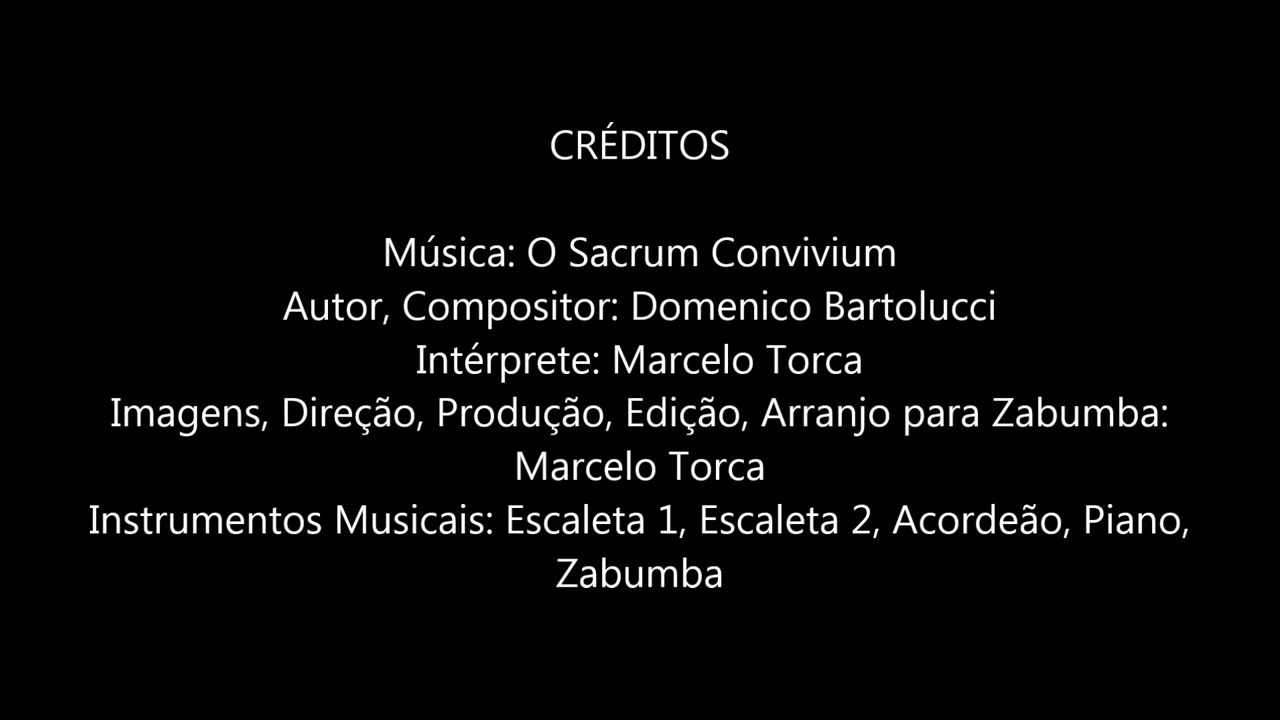 CRÉDITOS
Música: O Sacrum Convivium
Autor, Compositor: Domenico Bartolucci
Intérprete: Marcelo Torca
Imagens, Direção, Produção, Edição, Arranjo para Zabumba:
Marcelo Torca
Instrumentos Musicais: Escaleta 1, Escaleta 2, Acordeão, Piano,
Zabumba